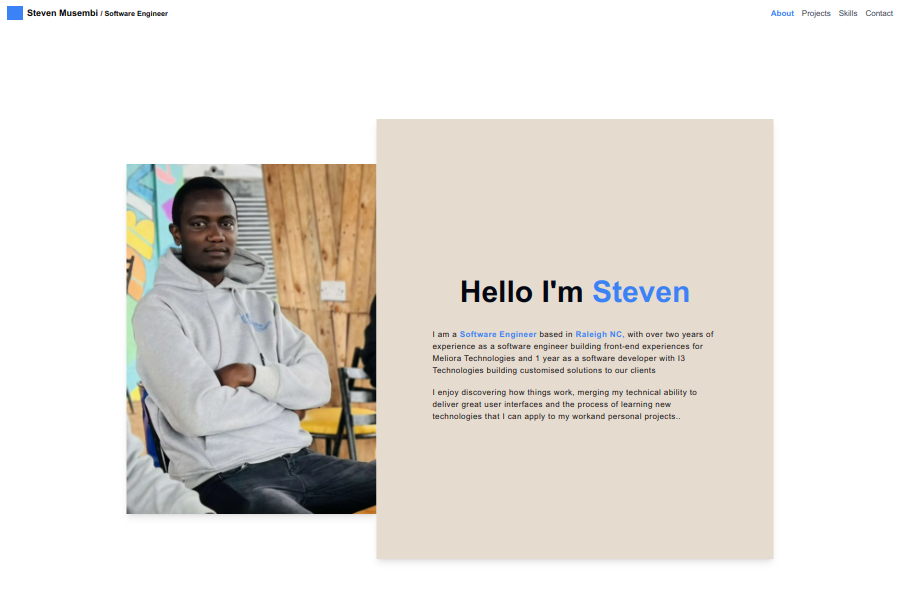 Steven Musembi / Software Engineer
About Projects Skills Contact
Hello I'm Steven
I am a Software Engineer based in Raleigh NC, with over two years of
experience as a software engineer building front-end experiences for
Meliora Technologies and 1 year as a software developer with I3
Technologies building customised solutions to our clients
I enjoy discovering how things work, merging my technical ability to
deliver great user interfaces and the process of learning new
technologies that I can apply to my workand personal projects..